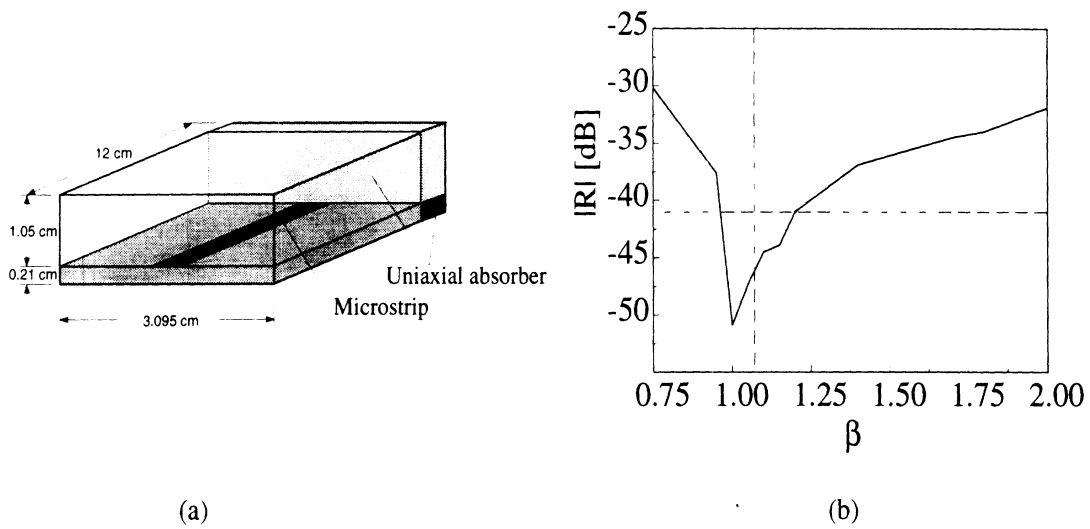 12 cm
1.05 cm
0.21 cm
3.095 cm
Uniaxial absorber
Microstrip
(a)
|R| [dB]
-25
-30
-35
-40
-45
-50
0.75 1.00 1.25 1.50 1.75 2.00
β
(b)